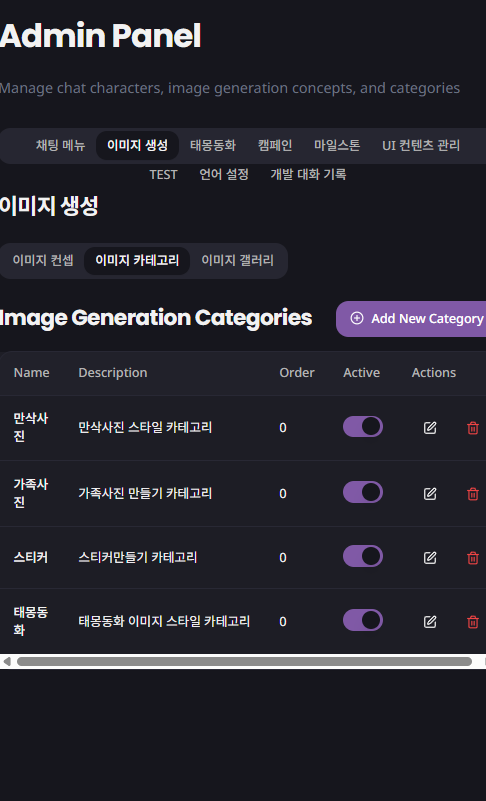 Admin Panel
Manage chat characters, image generation concepts, and categories
채팅 메뉴 이미지 생성 태몽동화 캠페인 마일스톤 UI 컨텐츠 관리
TEST 언어 설정 개발 대화 기록
이미지 생성
이미지 컨셉 이미지 카테고리 이미지 갤러리
Image Generation Categories
Add New Category
Name Description Order Active Actions
만삭사
진
만삭사진 스타일 카테고리 0
가족사
진
가족사진 만들기 카테고리 0
스티커 스티커만들기 카테고리 0
태몽동
화
태몽동화 이미지 스타일 카테고리 0